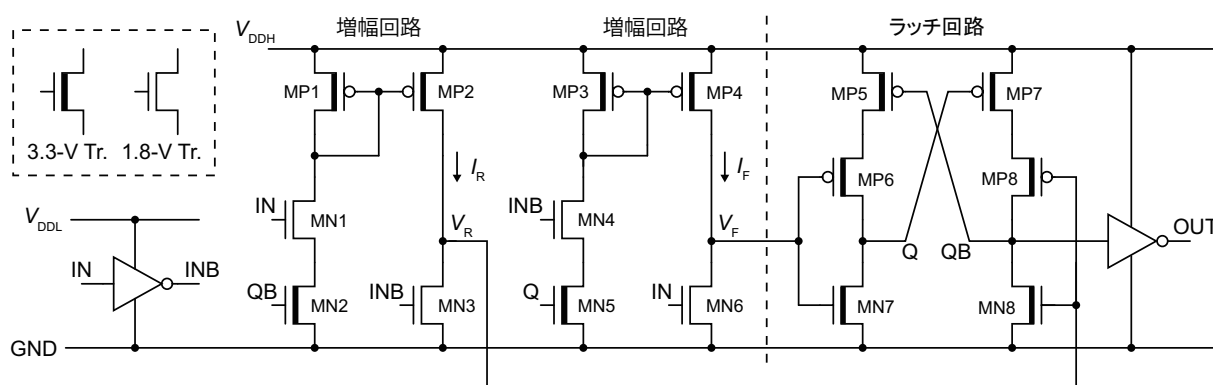 増幅回路
増幅回路
ラッチ回路
V_DDH
MP1
MP2
MP3
MP4
MP5
MP7
3.3-V Tr.
1.8-V Tr.
I_R
I_F
MP6
MP8
IN
MN1
INB
MN4
V_DDL
V_R
V_F
Q
QB
OUT
IN
INB
QB
MN2
INB
MN3
Q
MN5
IN
MN6
MN7
MN8
GND